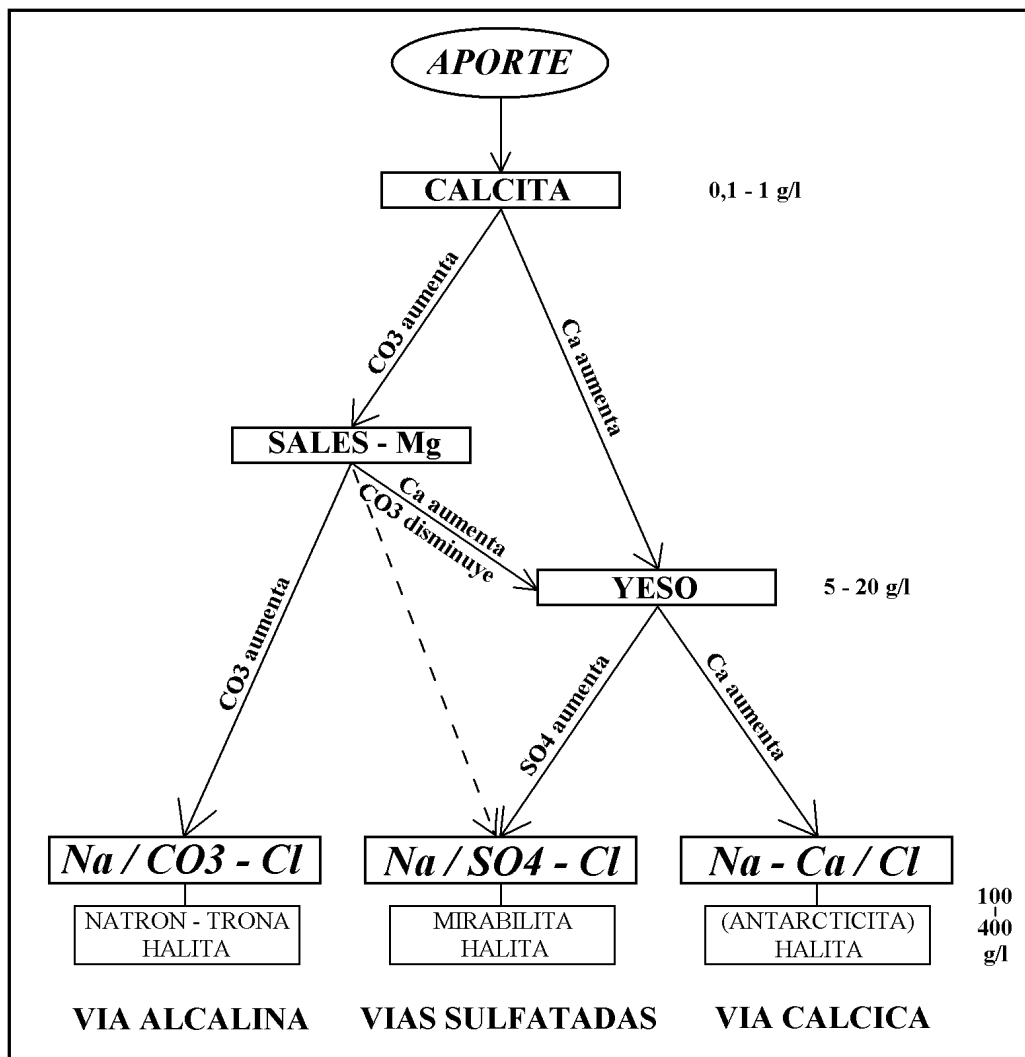 APORTE
CALCITA
0,1 - 1 g/l
CO3 aumenta
Ca aumenta
SALES - Mg
Ca aumenta
CO3 disminuye
YESO
5 - 20 g/l
CO3 aumenta
SO4 aumenta
Ca aumenta
Na / CO3 - Cl
Na / SO4 - Cl
Na - Ca / Cl
NATRON - TRONA
HALITA
MIRABILITA
HALITA
(ANTARCTICITA)
HALITA
100
-
400
g/l
VIA ALCALINA
VIAS SULFATADAS
VIA CALCICA